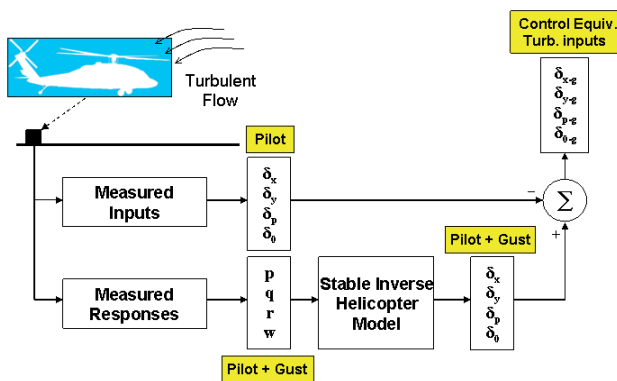 Control Equiv.
Turb. inputs
Turbulent
Flow
δx-g
δy-g
δp-g
δ0-g
Pilot
Measured
Inputs
δx
δy
δp
δ0
−
Σ
+
Pilot + Gust
Measured
Responses
p
q
r
w
Stable Inverse
Helicopter
Model
δx
δy
δp
δ0
Pilot + Gust